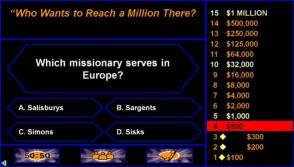 "Who Wants to Reach a Million There?
Which missionary serves in
Europe?
A. Salisburys
B. Sargents
C. Simons
D. Sisks
50:50
15 $1 MILLION
14 $500,000
13 $250,000
12 $125,000
11 $64,000
10 $32,000
9 $16,000
8 $8,000
7 $4,000
6 $2,000
5 $1,000
4 $500
3 $300
2 $200
1 $100